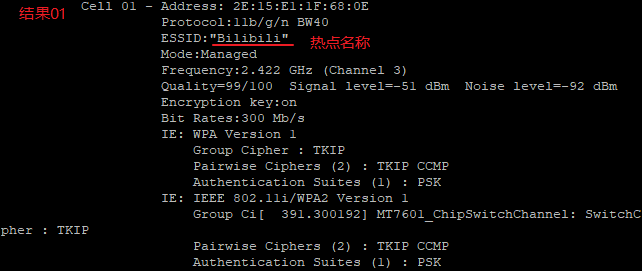 结果01
Cell 01 - Address: 2E:15:E1:1F:68:0E
Protocol:11b/g/n BW40
ESSID:"Bilibili"
热点名称
Mode:Managed
Frequency:2.422 GHz (Channel 3)
Quality=99/100 Signal level=-51 dBm Noise level=-92 dBm
Encryption key:on
Bit Rates:300 Mb/s
IE: WPA Version 1
Group Cipher : TKIP
Pairwise Ciphers (2) : TKIP CCMP
Authentication Suites (1) : PSK
IE: IEEE 802.11i/WPA2 Version 1
Group Ci[ 391.300192] MT7601_ChipSwitchChannel: SwitchC
pher : TKIP
Pairwise Ciphers (2) : TKIP CCMP
Authentication Suites (1) : PSK